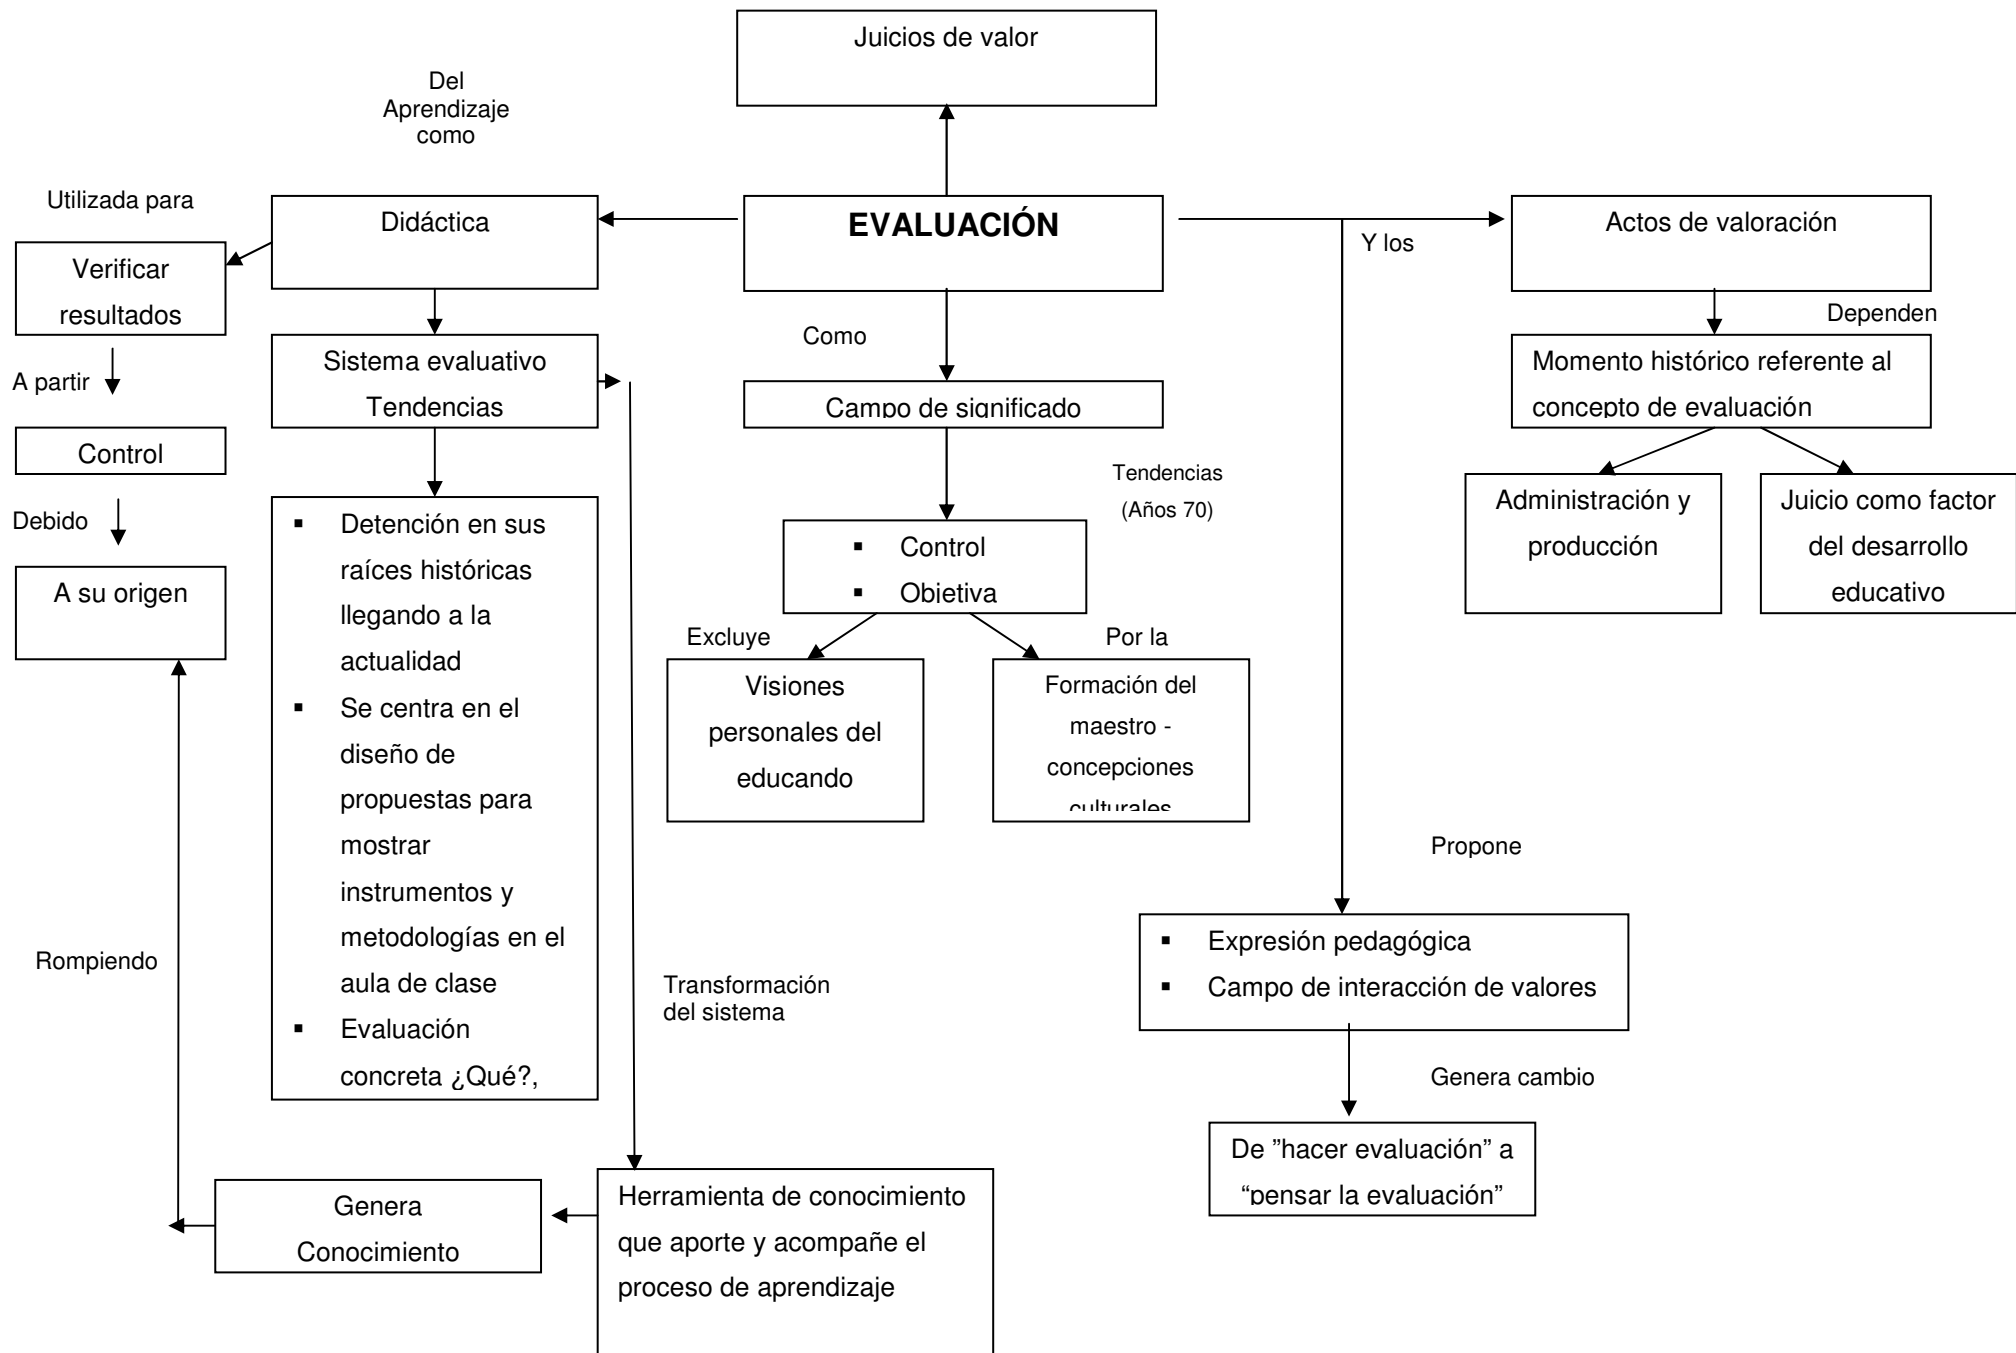 Juicios de valor
Del
Aprendizaje
como
Utilizada para
Didáctica
EVALUACIÓN
Y los
Actos de valoración
Verificar
resultados
Dependen
Como
Sistema evaluativo
Tendencias
Momento histórico referente al
concepto de evaluación
A partir
Campo de significado
Control
Tendencias
(Años 70)
Administración y
producción
Juicio como factor
del desarrollo
educativo
Debido
A su origen
▪ Detención en sus
raíces históricas
llegando a la
actualidad
▪ Se centra en el
diseño de
propuestas para
mostrar
instrumentos y
metodologías en el
aula de clase
▪ Evaluación
concreta ¿Qué?,
▪ Control
▪ Objetiva
Excluye
Por la
Visiones
personales del
educando
Formación del
maestro -
concepciones
culturales
Propone
▪ Expresión pedagógica
▪ Campo de interacción de valores
Rompiendo
Transformación
del sistema
Genera cambio
De ”hacer evaluación” a
“pensar la evaluación”
Genera
Conocimiento
Herramienta de conocimiento
que aporte y acompañe el
proceso de aprendizaje